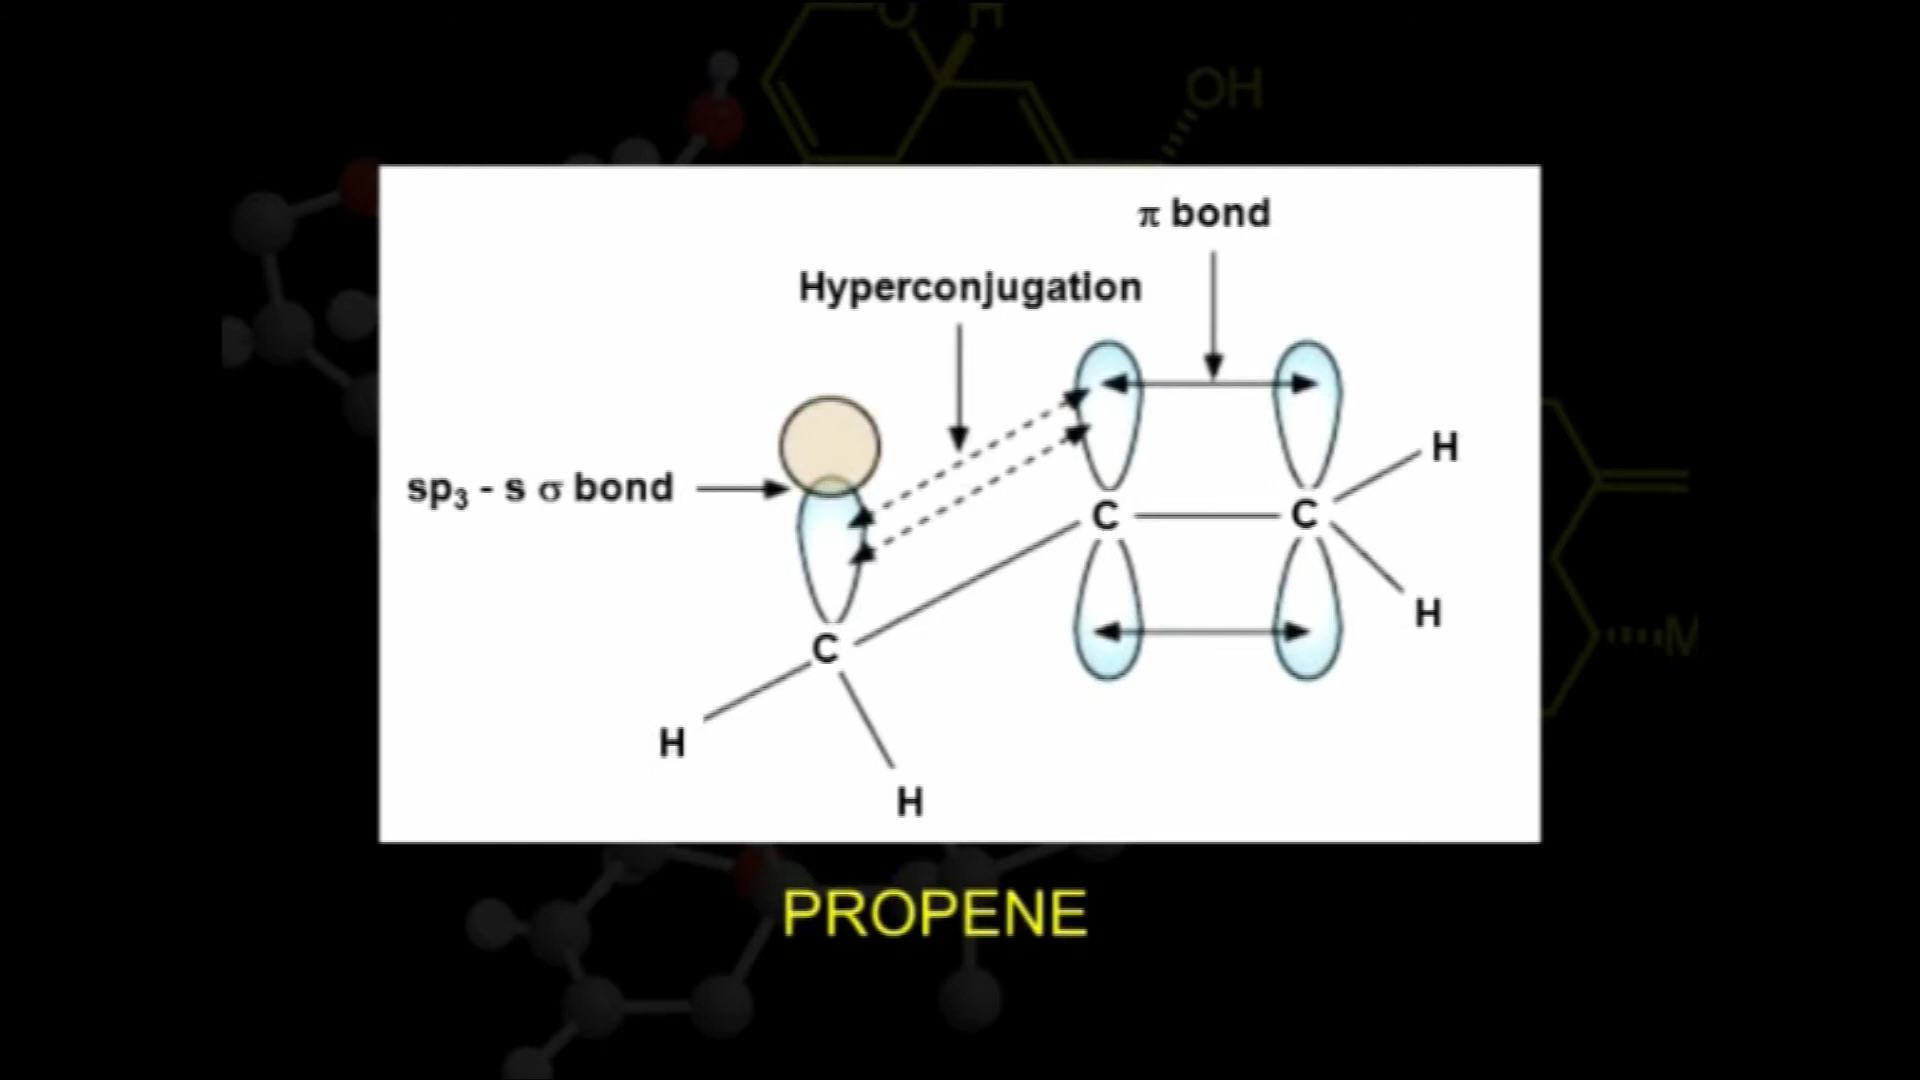 O H
OH
π bond
Hyperconjugation
H
sp₃ - s σ bond
C C
H
M
C
H
H
PROPENE